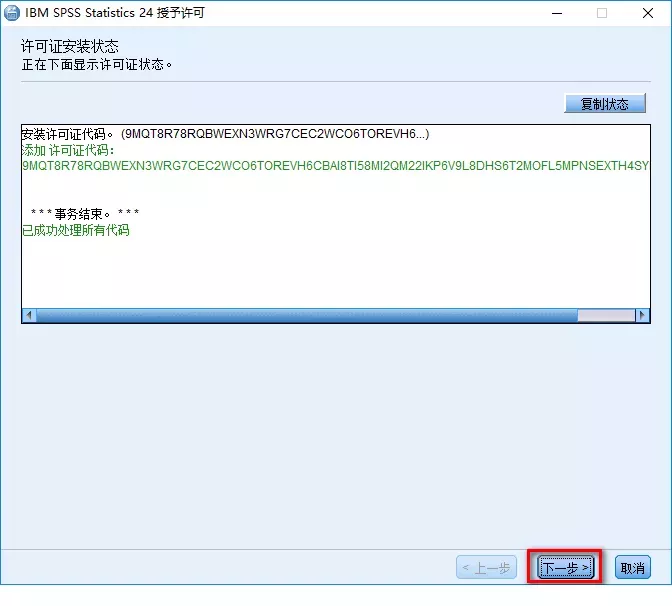 IBM SPSS Statistics 24 授予许可
许可证安装状态
正在下面显示许可证状态。
复制状态
安装许可证代码。 (9MQT8R78RQBWEXN3WRG7CEC2WCO6TOREVH6...)
添加 许可证代码：
9MQT8R78RQBWEXN3WRG7CEC2WCO6TOREVH6CBAI8TI58MI2QM22IKP6V9L8DHS6T2MOFL5MPNSEXTH4SY
* * * 事务结束。 * * *
已成功处理所有代码
< 上一步
下一步 >
取消